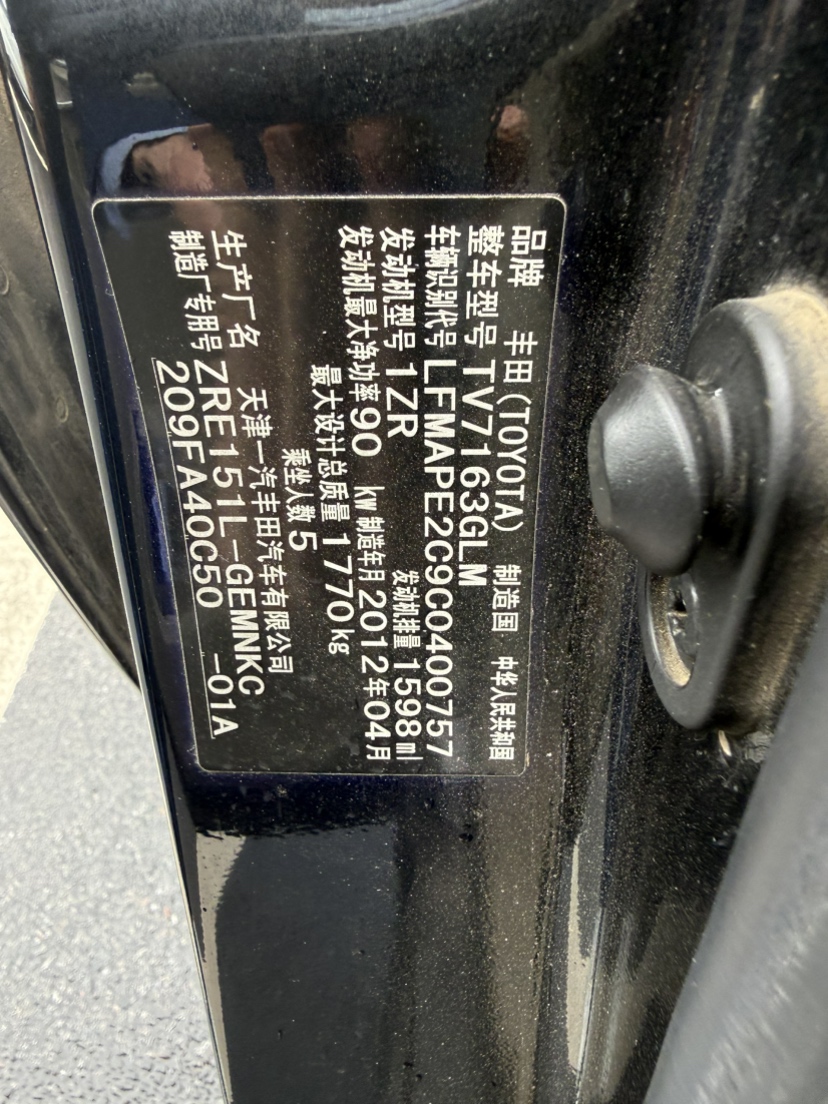 品牌 丰田(TOYOTA) 制造国 中华人民共和国
整车型号 TV7163GLM
车辆识别代号 LFMAPE2C9C0400757
发动机型号 1ZR 发动机排量 1598ml
发动机最大净功率 90 kw 制造年月 2012年04月
最大设计总质量 1770kg
乘坐人数 5
生产厂名 天津一汽丰田汽车有限公司
制造厂专用号 ZRE151L-GEMNKC
209FA40C50 -01A